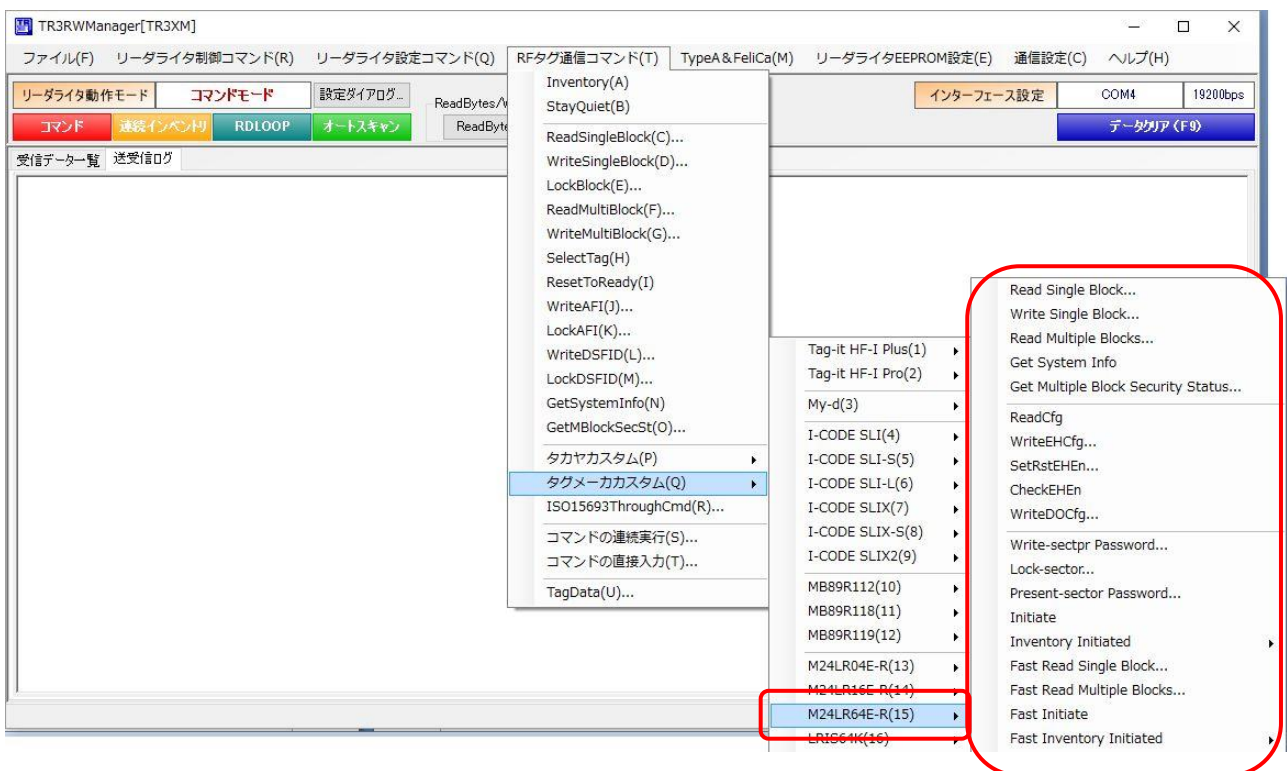 TR3RWManager[TR3XM]
ファイル(F) リーダライタ制御コマンド(R) リーダライタ設定コマンド(Q) RFタグ通信コマンド(T) TypeA&FeliCa(M) リーダライタEEPROM設定(E) 通信設定(C) ヘルプ(H)
リーダライタ動作モード コマンドモード 設定ダイアログ... ReadBytes/ インターフェース設定 COM4 19200bps
コマンド 連続インベントリ RDLOOP オートスキャン ReadByte データクリア(F9)
受信データ一覧 送受信ログ
Inventory(A)
StayQuiet(B)
ReadSingleBlock(C)...
WriteSingleBlock(D)...
LockBlock(E)...
ReadMultiBlock(F)...
WriteMultiBlock(G)...
SelectTag(H)
ResetToReady(I)
WriteAFI(J)...
LockAFI(K)...
WriteDSFID(L)...
LockDSFID(M)...
GetSystemInfo(N)
GetMBlockSecSt(O)...
タカヤカスタム(P)
タグメーカカスタム(Q)
ISO15693ThroughCmd(R)...
コマンドの連続実行(S)...
コマンドの直接入力(T)...
TagData(U)...
Tag-it HF-I Plus(1)
Tag-it HF-I Pro(2)
My-d(3)
I-CODE SLI(4)
I-CODE SLI-S(5)
I-CODE SLI-L(6)
I-CODE SLIX(7)
I-CODE SLIX-S(8)
I-CODE SLIX2(9)
MB89R112(10)
MB89R118(11)
MB89R119(12)
M24LR04E-R(13)
M24LR16E-R(14)
M24LR64E-R(15)
LRIS64K(16)
Read Single Block...
Write Single Block...
Read Multiple Blocks...
Get System Info
Get Multiple Block Security Status...
ReadCfg
WriteEHCfg...
SetRstEHEn...
CheckEHEn
WriteDOCfg...
Write-sectpr Password...
Lock-sector...
Present-sector Password...
Initiate
Inventory Initiated
Fast Read Single Block...
Fast Read Multiple Blocks...
Fast Initiate
Fast Inventory Initiated